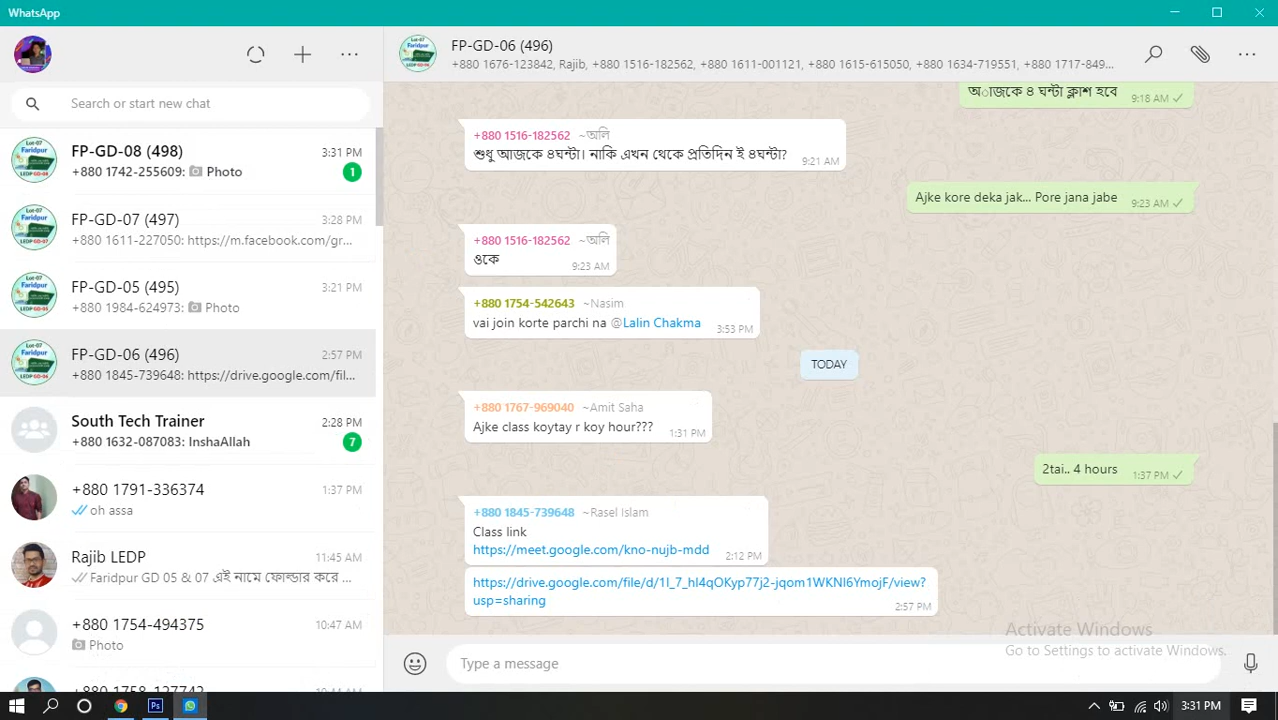 WhatsApp
Search or start new chat
FP-GD-08 (498)
3:31 PM
+880 1742-255609: Photo
1
FP-GD-07 (497)
3:28 PM
+880 1611-227050: https://m.facebook.com/gr...
FP-GD-05 (495)
3:21 PM
+880 1984-624973: Photo
FP-GD-06 (496)
2:57 PM
+880 1845-739648: https://drive.google.com/fil...
South Tech Trainer
2:28 PM
+880 1632-087083: InshaAllah
7
+880 1791-336374
1:37 PM
oh assa
Rajib LEDP
11:45 AM
Faridpur GD 05 & 07 এই নামে ফোল্ডার করে ...
+880 1754-494375
10:47 AM
Photo
FP-GD-06 (496)
+880 1676-123842, Rajib, +880 1516-182562, +880 1611-001121, +880 1615-615050, +880 1634-719551, +880 1717-849...
অাজকে ৪ ঘন্টা ক্লাশ হবে
9:18 AM
+880 1516-182562 ~অলি
শুধু আজকে ৪ঘন্টা। নাকি এখন থেকে প্রতিদিন ই ৪ঘন্টা?
9:21 AM
Ajke kore deka jak... Pore jana jabe
9:23 AM
+880 1516-182562 ~অলি
ওকে
9:23 AM
+880 1754-542643 ~Nasim
vai join korte parchi na @Lalin Chakma
3:53 PM
TODAY
+880 1767-969040 ~Amit Saha
Ajke class koytay r koy hour???
1:31 PM
2tai.. 4 hours
1:37 PM
+880 1845-739648 ~Rasel Islam
Class link
https://meet.google.com/kno-nujb-mdd
2:12 PM
https://drive.google.com/file/d/1I_7_hI4qOKyp77j2-jqom1WKNI6YmojF/view?
usp=sharing
2:57 PM
Activate Windows
Go to Settings to activate Windows.
Type a message
3:31 PM